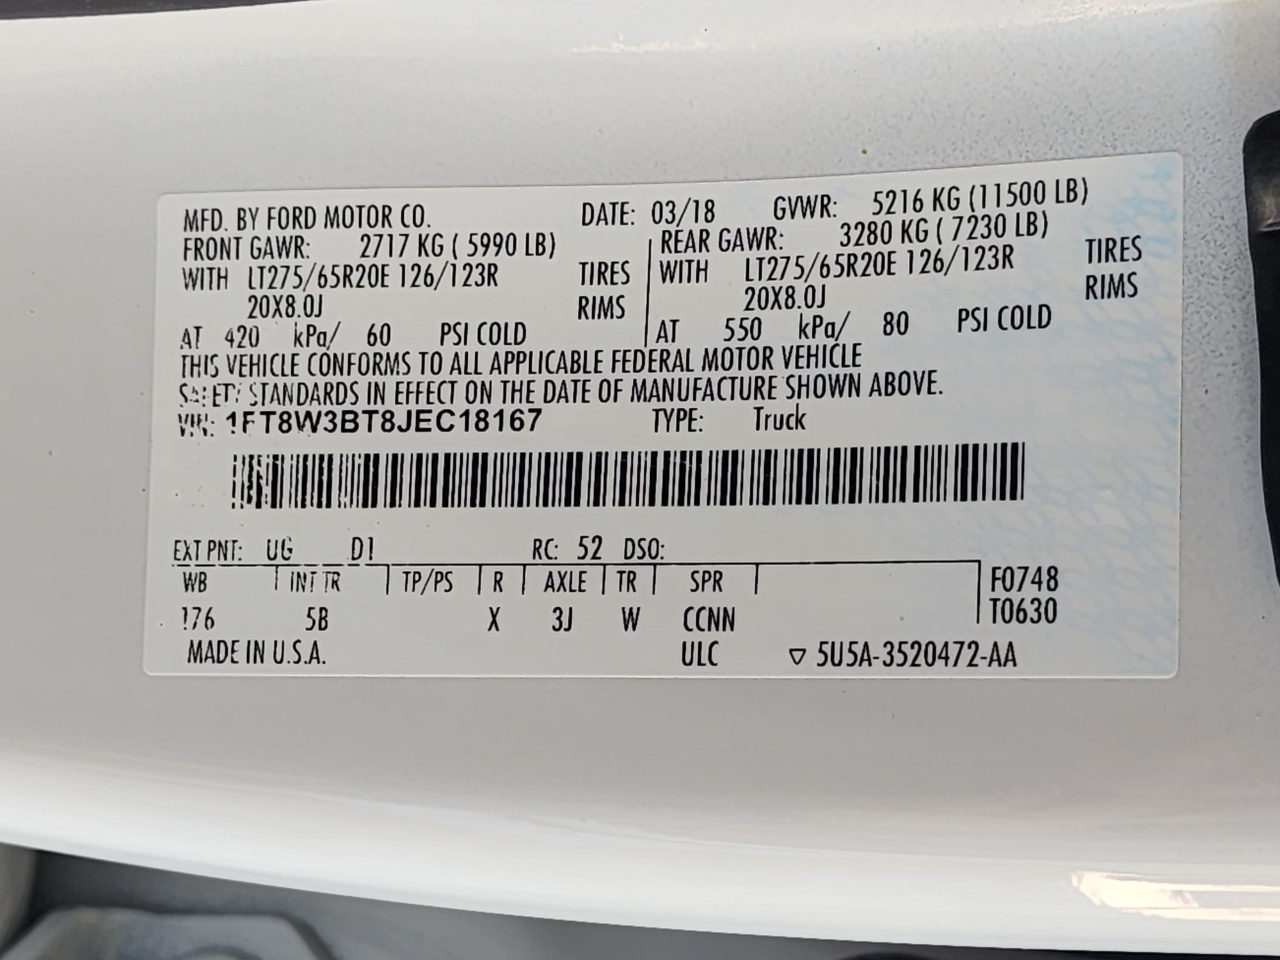 MFD. BY FORD MOTOR CO. DATE: 03/18 GVWR: 5216 KG (11500 LB)
FRONT GAWR: 2717 KG ( 5990 LB) REAR GAWR: 3280 KG ( 7230 LB)
WITH LT275/65R20E 126/123R TIRES WITH LT275/65R20E 126/123R TIRES
20X8.0J RIMS 20X8.0J RIMS
AT 420 kPa/ 60 PSI COLD AT 550 kPa/ 80 PSI COLD
THIS VEHICLE CONFORMS TO ALL APPLICABLE FEDERAL MOTOR VEHICLE
SAFETY STANDARDS IN EFFECT ON THE DATE OF MANUFACTURE SHOWN ABOVE.
VIN: 1FT8W3BT8JEC18167 TYPE: Truck
EXT PNT: UG D1 RC: 52 DSO:
WB INT TR TP/PS R AXLE TR SPR F0748
176 5B X 3J W CCNN T0630
MADE IN U.S.A. ULC ▽ 5U5A-3520472-AA